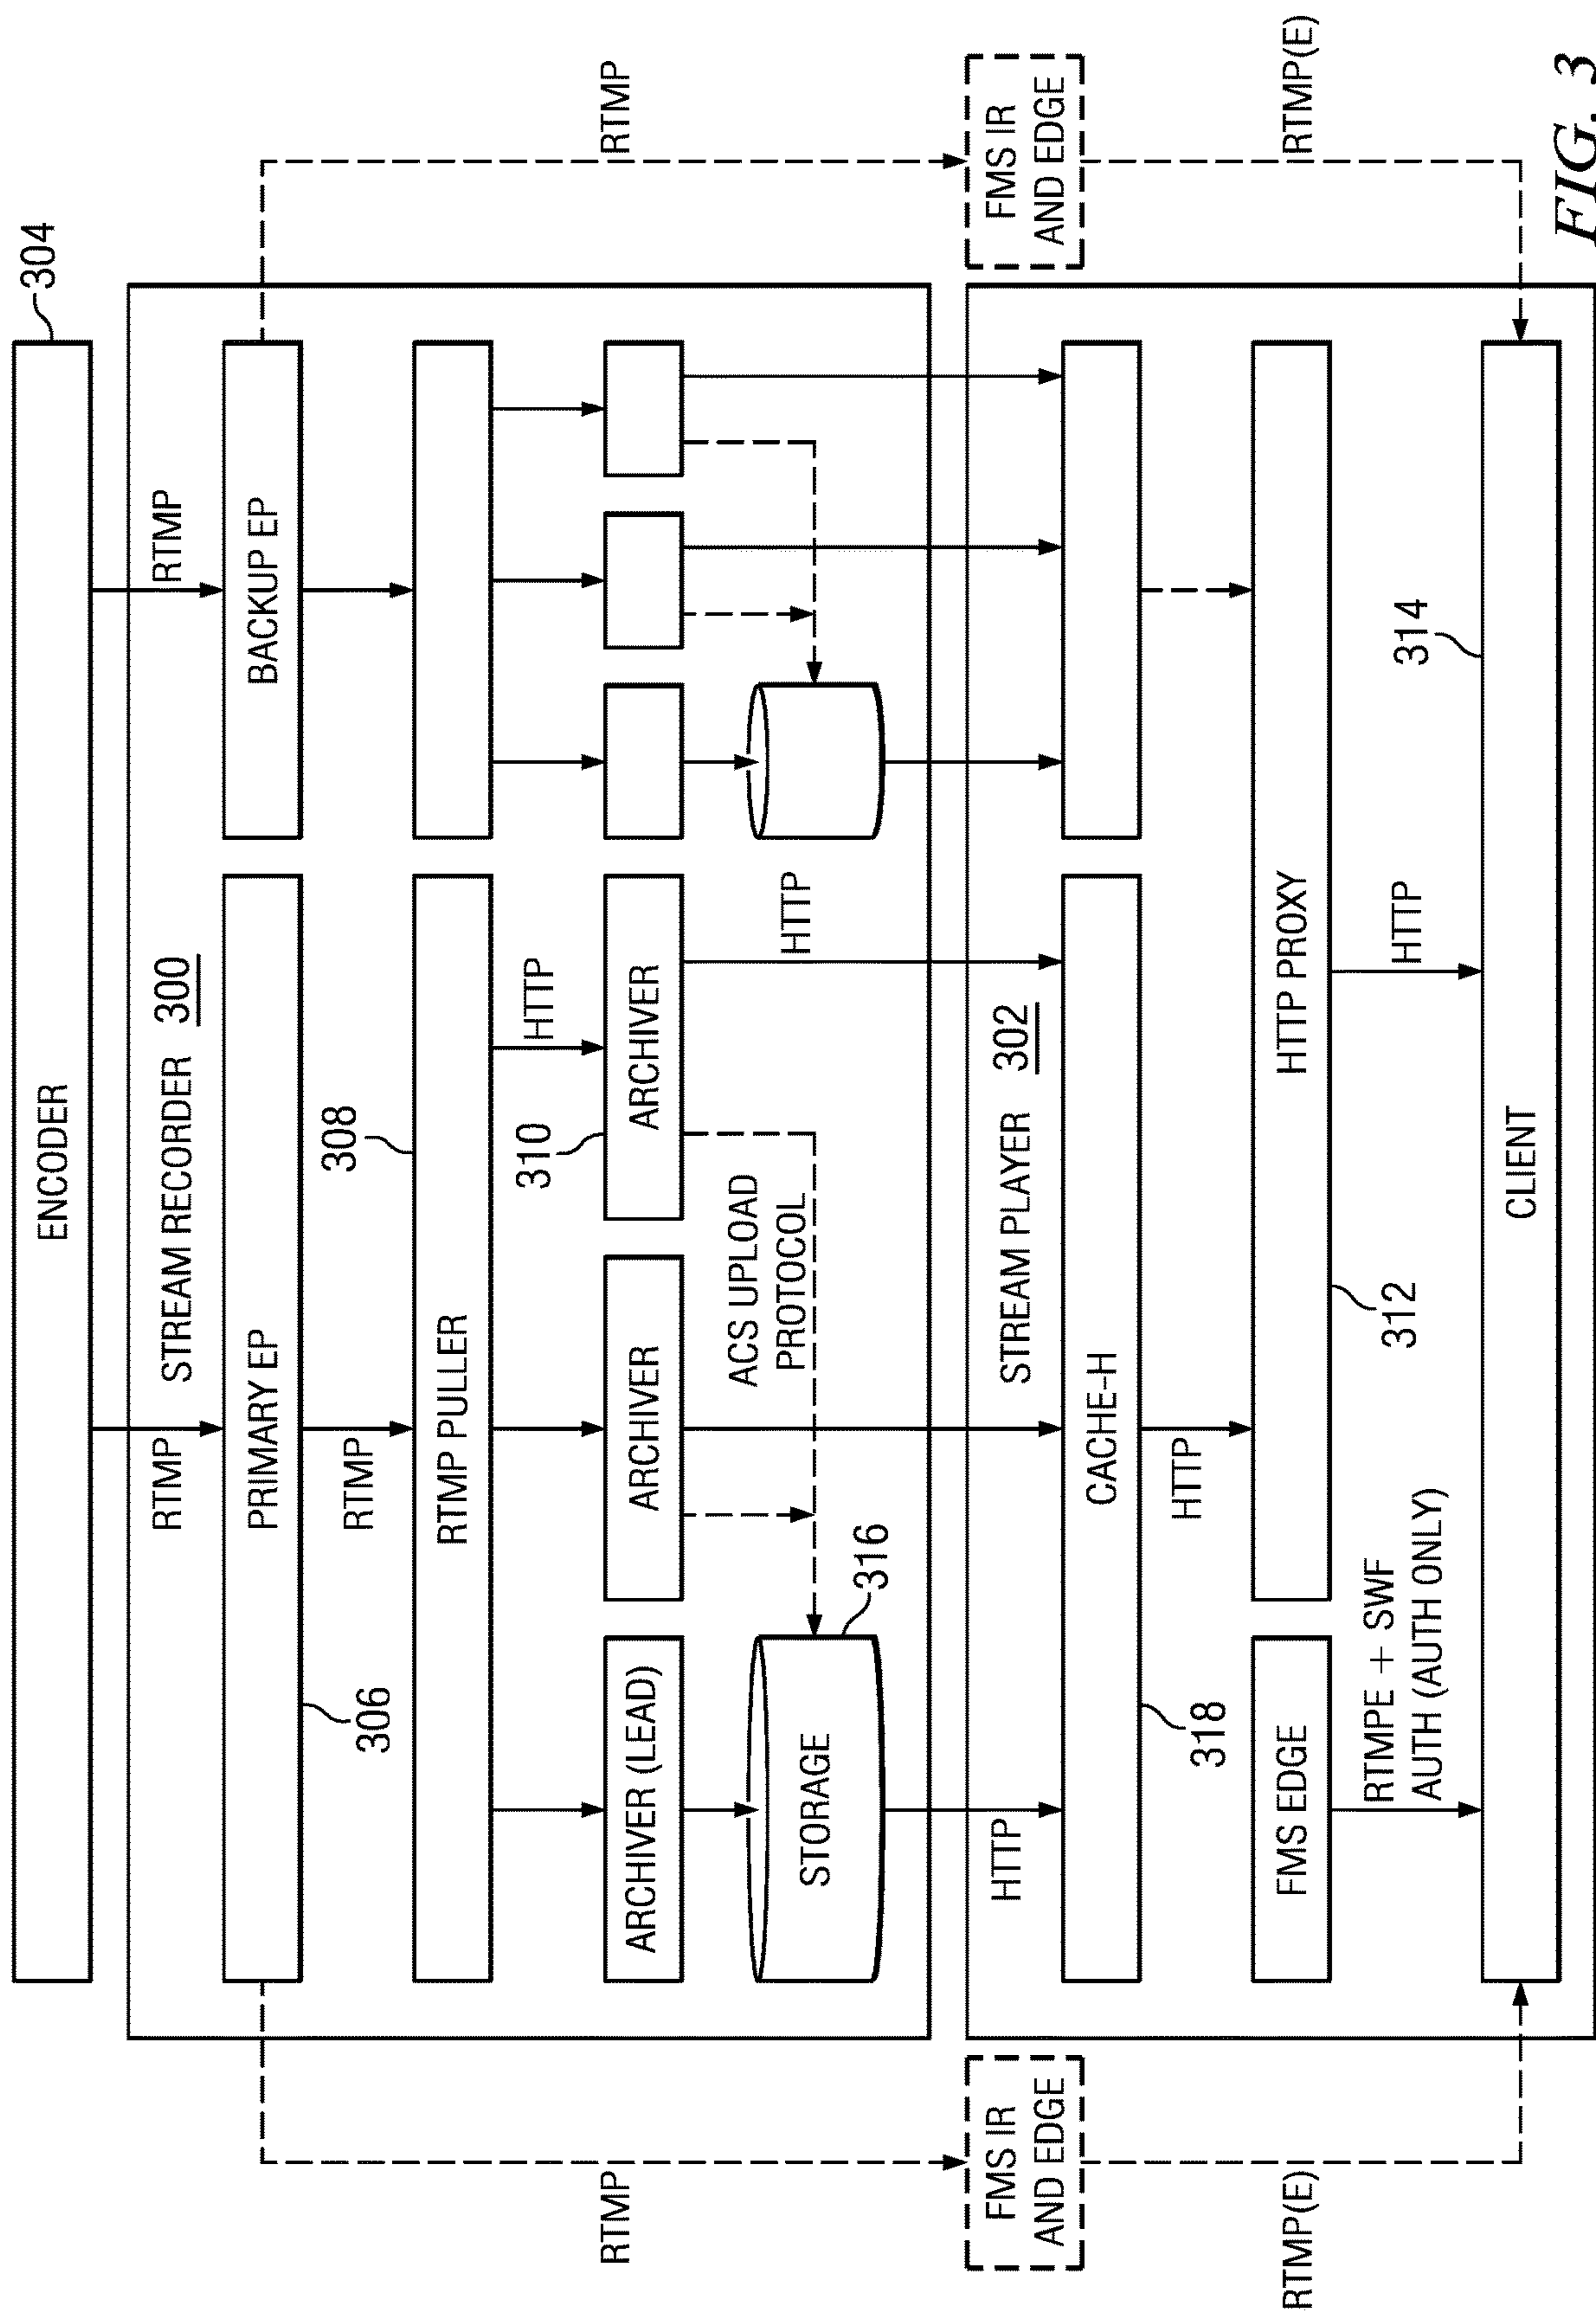 304
ENCODER
RTMP
RTMP
STREAM RECORDER 300
PRIMARY EP
BACKUP EP
306
RTMP
308
RTMP PULLER
HTTP
310
ARCHIVER (LEAD)
ARCHIVER
ARCHIVER
RTMP
RTMP
ACS UPLOAD
PROTOCOL
HTTP
STORAGE
316
HTTP
STREAM PLAYER 302
FMS IR
AND EDGE
FMS IR
AND EDGE
CACHE-H
318
HTTP
FMS EDGE
HTTP PROXY
312
RTMPE + SWF
AUTH (AUTH ONLY)
HTTP
314
RTMP(E)
RTMP(E)
CLIENT
FIG. 3